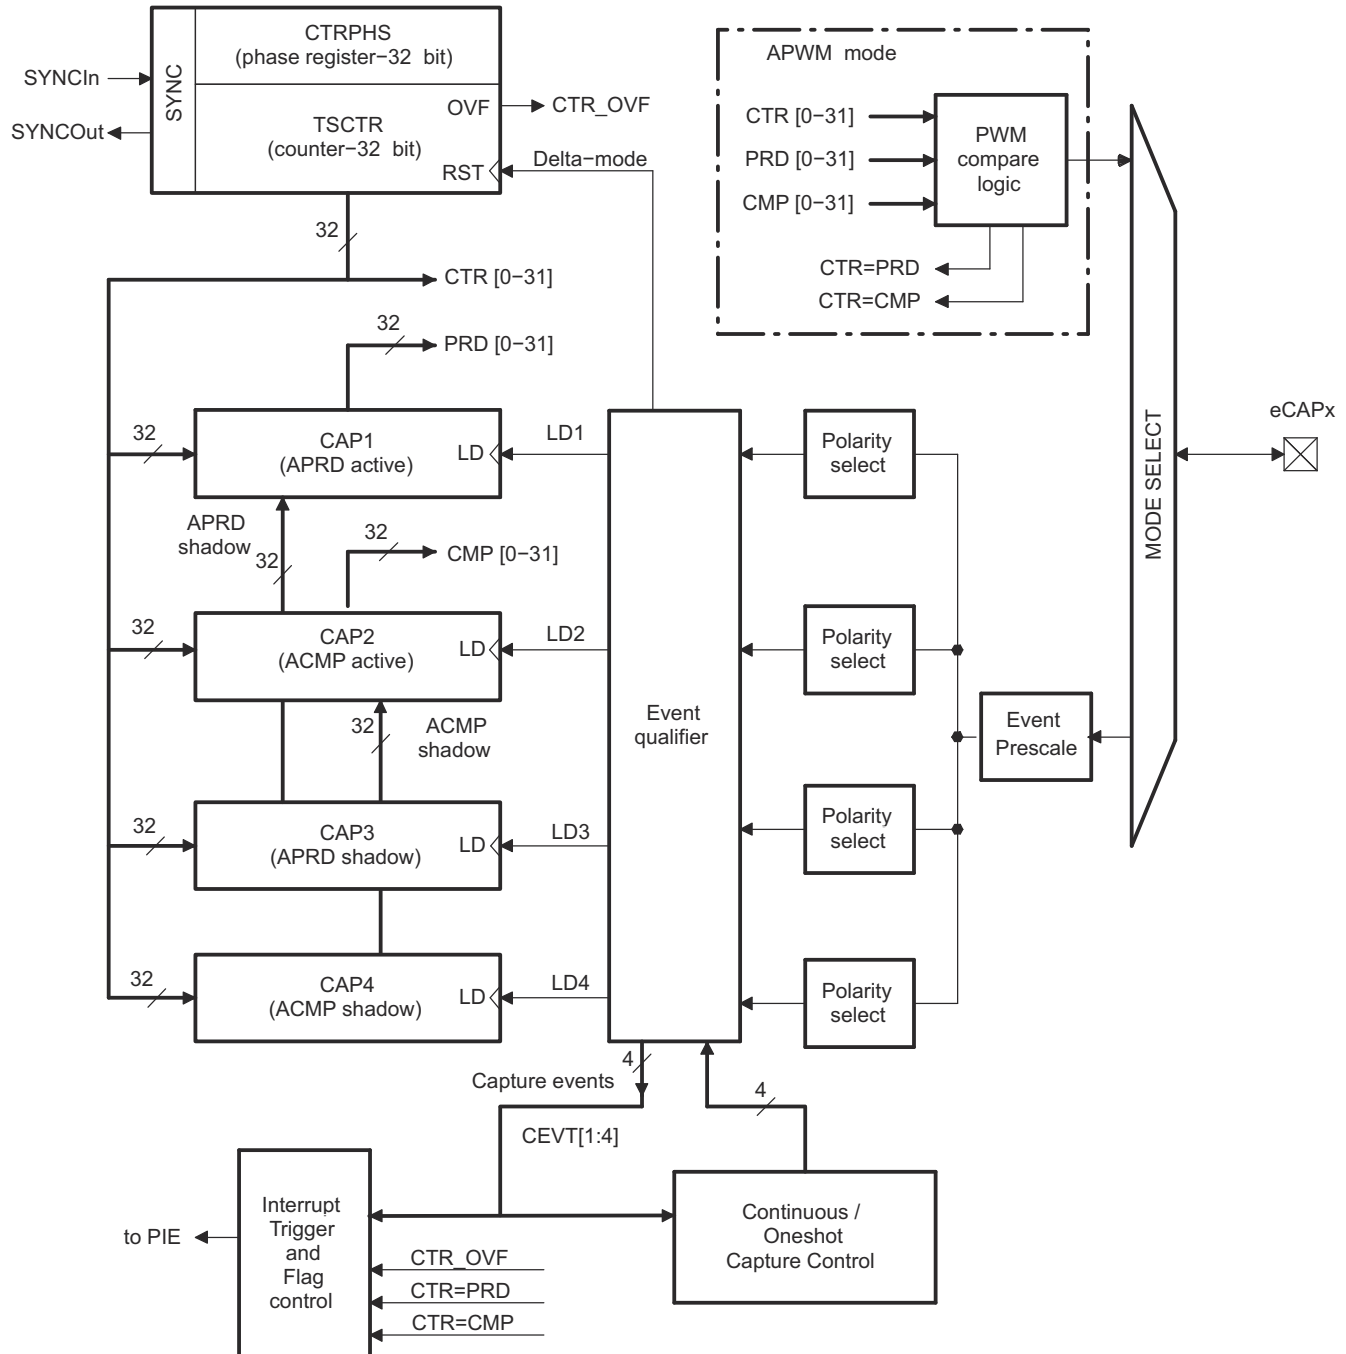 CTRPHS
(phase register−32 bit)
SYNC
SYNCIn
SYNCOut
OVF
CTR_OVF
TSCTR
(counter−32 bit)
RST
Delta−mode
32
CTR [0−31]
32
PRD [0−31]
APWM mode
CTR [0−31]
PRD [0−31]
CMP [0−31]
PWM
compare
logic
CTR=PRD
CTR=CMP
MODE SELECT
eCAPx
32
CAP1
(APRD active)
LD
LD1
Polarity
select
APRD
shadow
32
32
CMP [0−31]
32
CAP2
(ACMP active)
LD
LD2
Polarity
select
32
ACMP
shadow
Event
qualifier
Event
Prescale
32
CAP3
(APRD shadow)
LD
LD3
Polarity
select
32
CAP4
(ACMP shadow)
LD
LD4
Polarity
select
4
Capture events
4
CEVT[1:4]
Interrupt
Trigger
and
Flag
control
to PIE
Continuous /
Oneshot
Capture Control
CTR_OVF
CTR=PRD
CTR=CMP